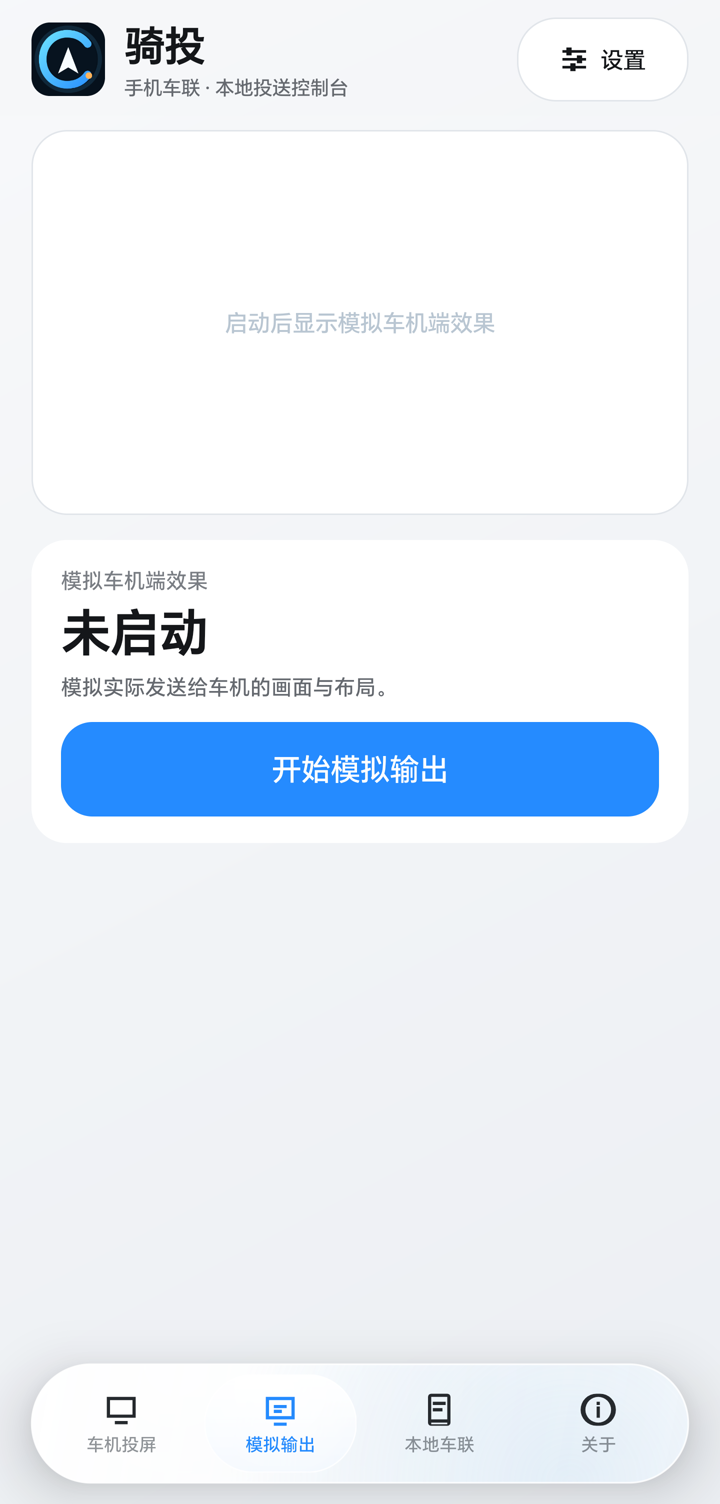 骑投
手机车联 · 本地投送控制台
设置
启动后显示模拟车机端效果
模拟车机端效果
未启动
模拟实际发送给车机的画面与布局。
开始模拟输出
车机投屏
模拟输出
本地车联
关于